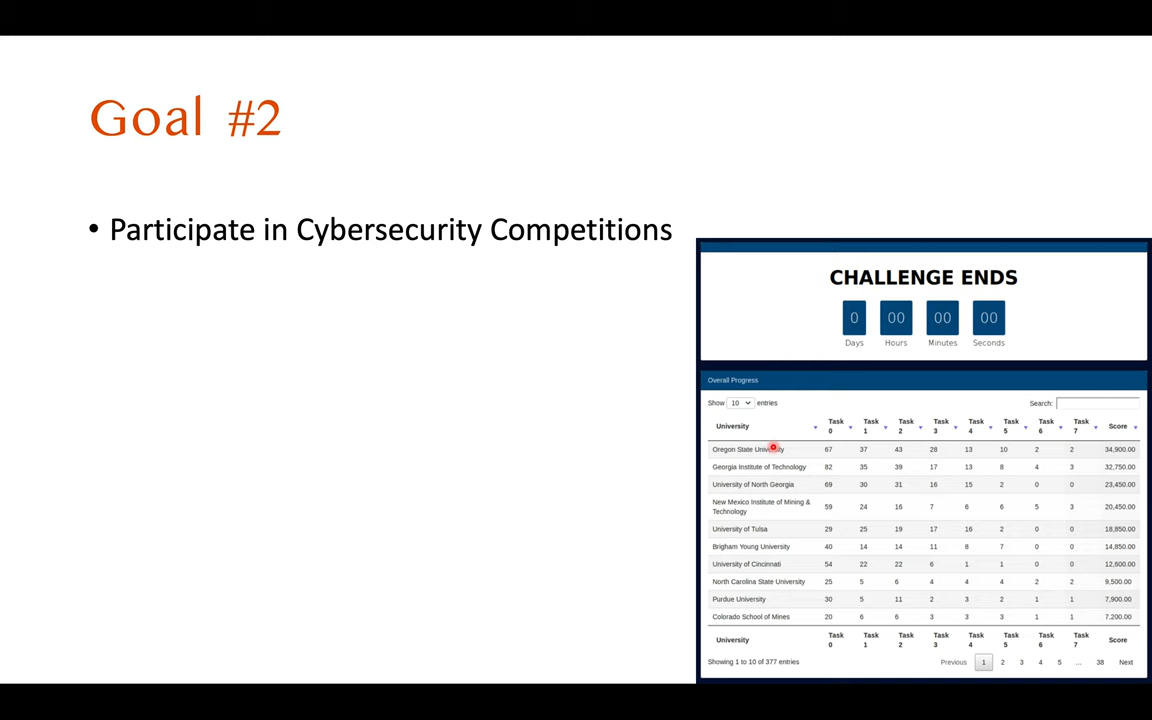 Goal #2
• Participate in Cybersecurity Competitions
CHALLENGE ENDS
0 00 00 00
Days Hours Minutes Seconds
Overall Progress
Show 10 entries Search:
University Task 0 Task 1 Task 2 Task 3 Task 4 Task 5 Task 6 Task 7 Score
Oregon State University 67 37 43 28 13 10 2 2 34,900.00
Georgia Institute of Technology 82 35 39 17 13 8 4 3 32,750.00
University of North Georgia 69 30 31 16 15 2 0 0 23,450.00
New Mexico Institute of Mining &
Technology 59 24 16 7 6 6 5 3 20,450.00
University of Tulsa 29 25 19 17 16 2 0 0 18,850.00
Brigham Young University 40 14 14 11 8 7 0 0 14,850.00
University of Cincinnati 54 22 22 6 1 1 0 0 12,600.00
North Carolina State University 25 5 6 4 4 4 2 2 9,500.00
Purdue University 30 5 11 2 3 2 1 1 7,900.00
Colorado School of Mines 20 6 6 3 3 3 1 1 7,200.00
University Task 0 Task 1 Task 2 Task 3 Task 4 Task 5 Task 6 Task 7 Score
Showing 1 to 10 of 377 entries Previous 1 2 3 4 5 ... 38 Next